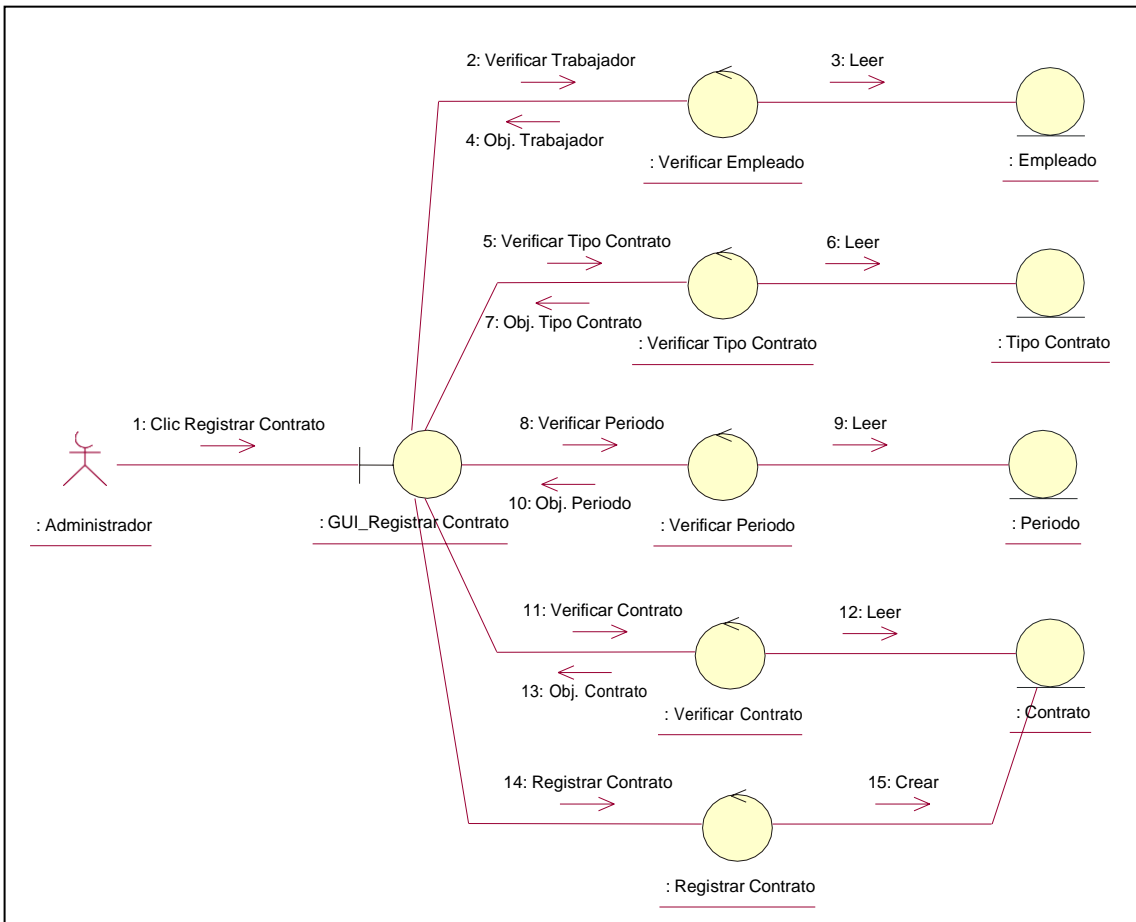 2: Verificar Trabajador
3: Leer
4: Obj. Trabajador
: Verificar Empleado
: Empleado
5: Verificar Tipo Contrato
6: Leer
7: Obj. Tipo Contrato
: Verificar Tipo Contrato
: Tipo Contrato
1: Clic Registrar Contrato
8: Verificar Periodo
9: Leer
10: Obj. Periodo
: Administrador
: GUI_Registrar Contrato
: Verificar Periodo
: Periodo
11: Verificar Contrato
12: Leer
13: Obj. Contrato
: Verificar Contrato
: Contrato
14: Registrar Contrato
15: Crear
: Registrar Contrato